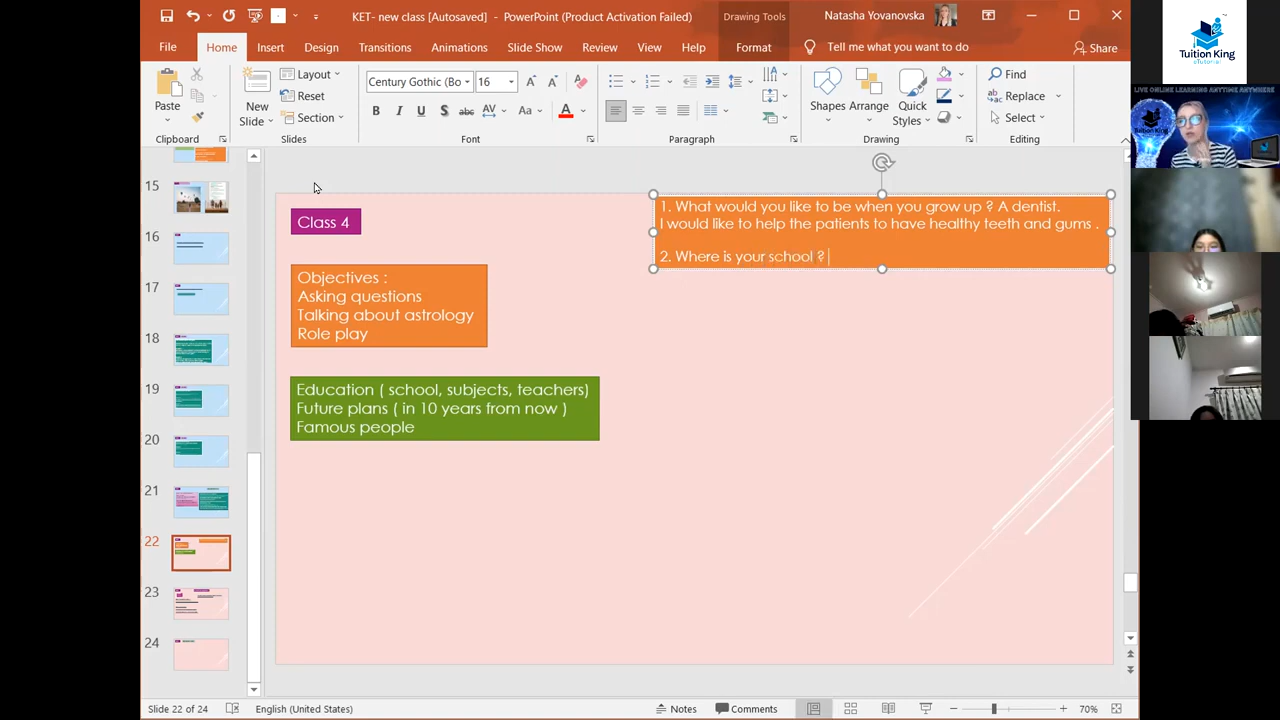 KET- new class [Autosaved] - PowerPoint (Product Activation Failed)
Drawing Tools
Natasha Yovanovska
File
Home
Insert
Design
Transitions
Animations
Slide Show
Review
View
Help
Format
Tell me what you want to do
Share
Paste
Clipboard
New
Slide
Layout
Reset
Section
Slides
Century Gothic (Bo
16
Font
Paragraph
Shapes
Arrange
Quick
Styles
Drawing
Find
Replace
Select
Editing
Tuition King
eTutorial
LIVE ONLINE LEARNING ANYTIME ANYWHERE
15
16
17
18
19
20
21
22
23
24
Class 4
Objectives :
Asking questions
Talking about astrology
Role play
Education ( school, subjects, teachers)
Future plans ( in 10 years from now )
Famous people
1. What would you like to be when you grow up ? A dentist.
I would like to help the patients to have healthy teeth and gums .
2. Where is your school ?
Slide 22 of 24
English (United States)
Notes
Comments
70%